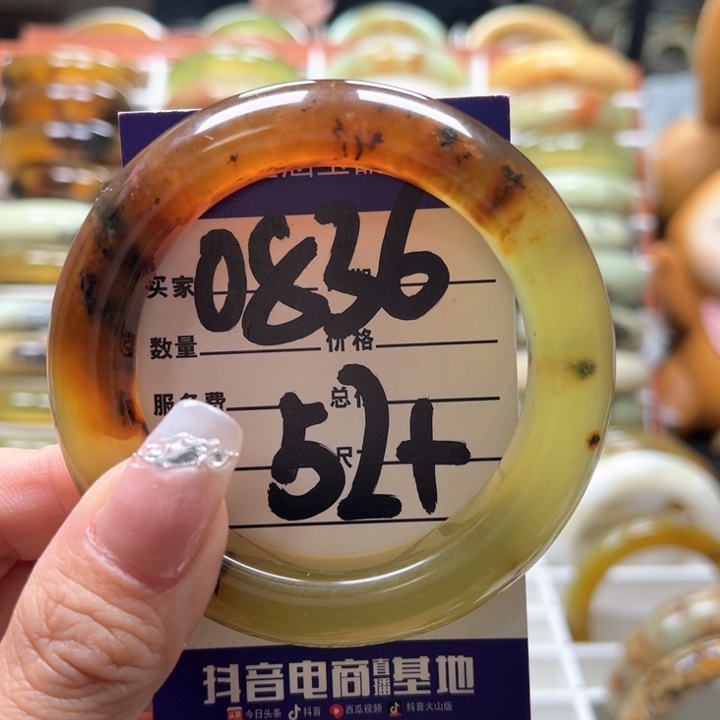 0836
买家
数量 价格
服务费 总
52+
尺
抖音电商直播基地
今日头条 抖音 西瓜视频 抖音火山版